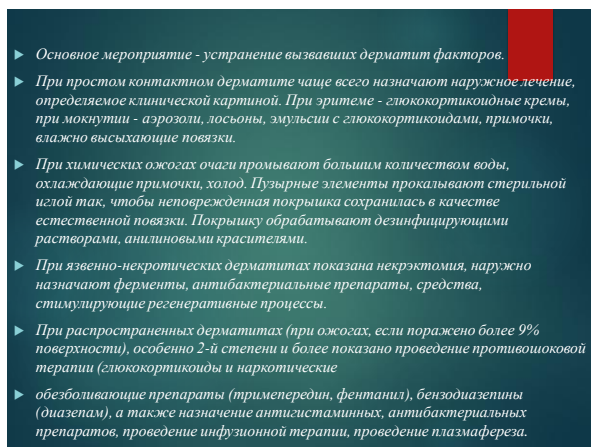 Основное мероприятие - устранение вызвавших дерматит факторов.
При простом контактном дерматите чаще всего назначают наружное лечение,
определяемое клинической картиной. При эритеме - глюкокортикоидные кремы,
при мокнутии - аэрозоли, лосьоны, эмульсии с глюкокортикоидами, примочки,
влажно высыхающие повязки.
При химических ожогах очаги промывают большим количеством воды,
охлаждающие примочки, холод. Пузырные элементы прокалывают стерильной
иглой так, чтобы неповрежденная покрышка сохранилась в качестве
естественной повязки. Покрышку обрабатывают дезинфицирующими
растворами, анилиновыми красителями.
При язвенно-некротических дерматитах показана некрэктомия, наружно
назначают ферменты, антибактериальные препараты, средства,
стимулирующие регенеративные процессы.
При распространенных дерматитах (при ожогах, если поражено более 9%
поверхности), особенно 2-й степени и более показано проведение противошоковой
терапии (глюкокортикоиды и наркотические
обезболивающие препараты (тримепередин, фентанил), бензодиазепины
(диазепам), а также назначение антигистаминных, антибактериальных
препаратов, проведение инфузионной терапии, проведение плазмафереза.